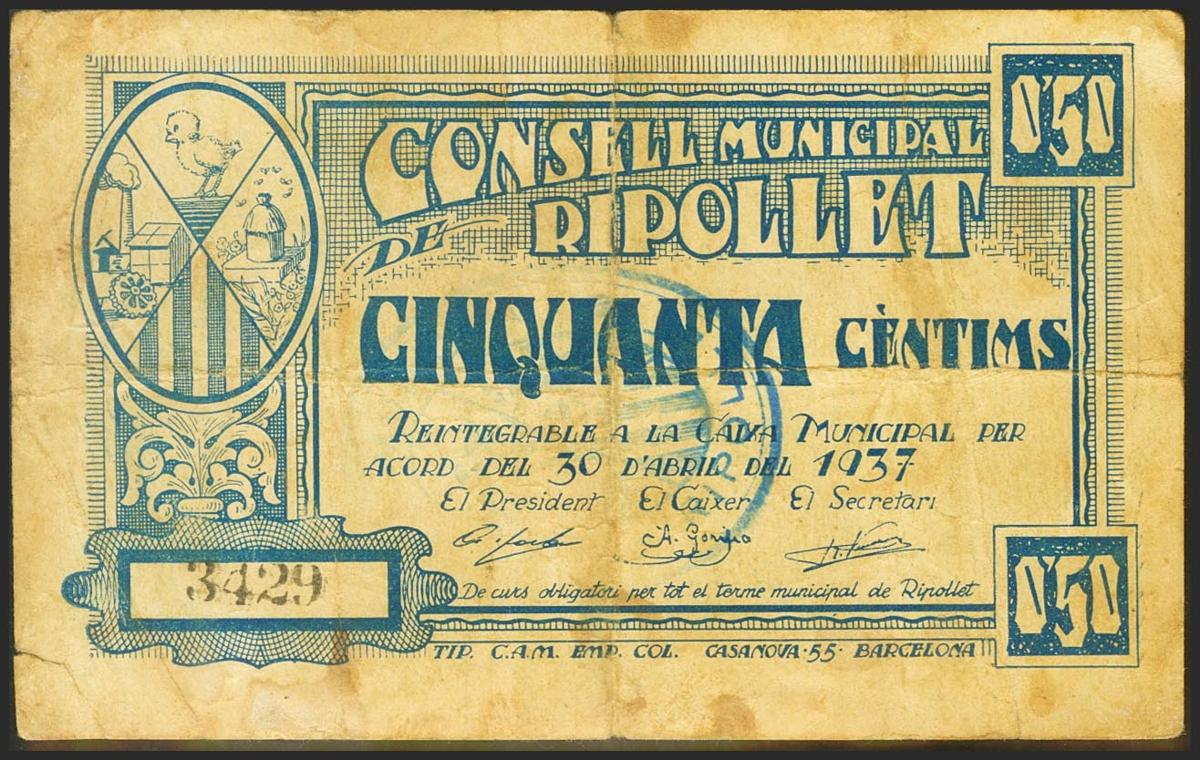 0'50
CONSELL MUNICIPAL
DE RIPOLLET
CINQUANTA CÈNTIMS
REINTEGRABLE A LA CAIXA MUNICIPAL PER
ACORD DEL 30 D'ABRIL DEL 1937
El President El Caixer El Secretari
3429
De curs obligatori per tot el terme municipal de Ripollet
0'50
TIP. C.A.M. EMP. COL. CASANOVA·55· BARCELONA